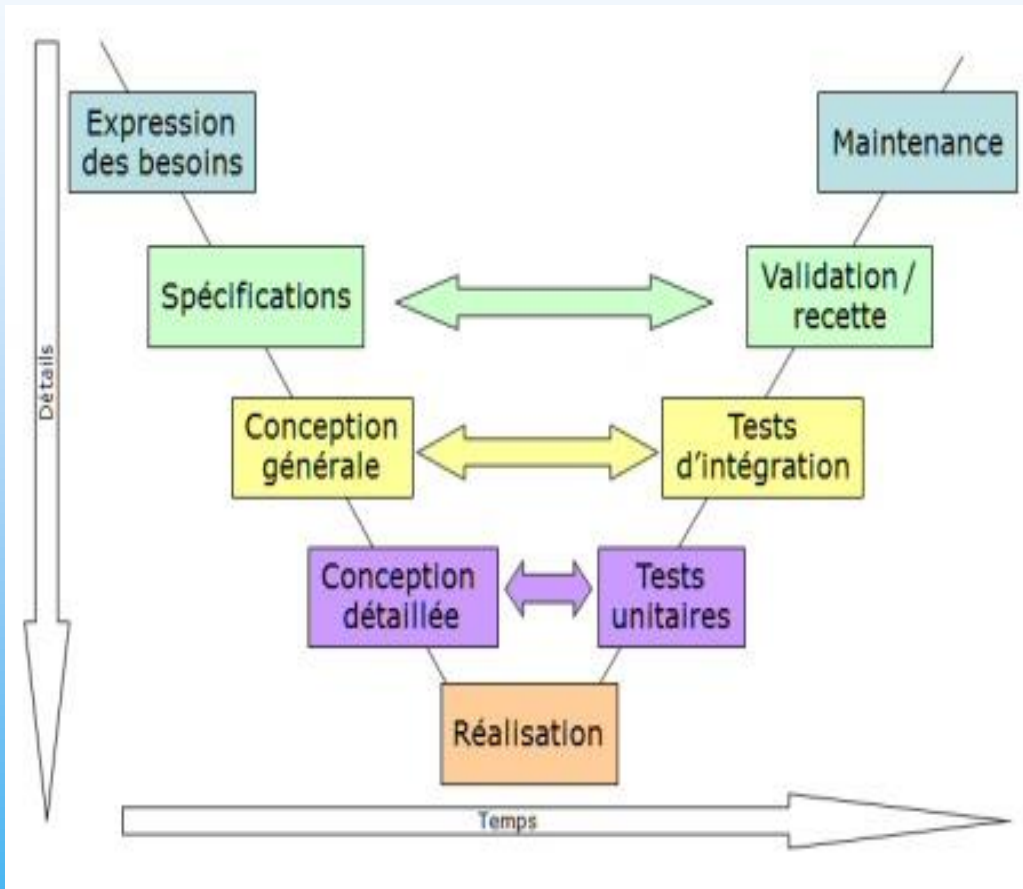 Expression
des besoins
Maintenance
Spécifications
Validation /
recette
Détails
Conception
générale
Tests
d'intégration
Conception
détaillée
Tests
unitaires
Réalisation
Temps